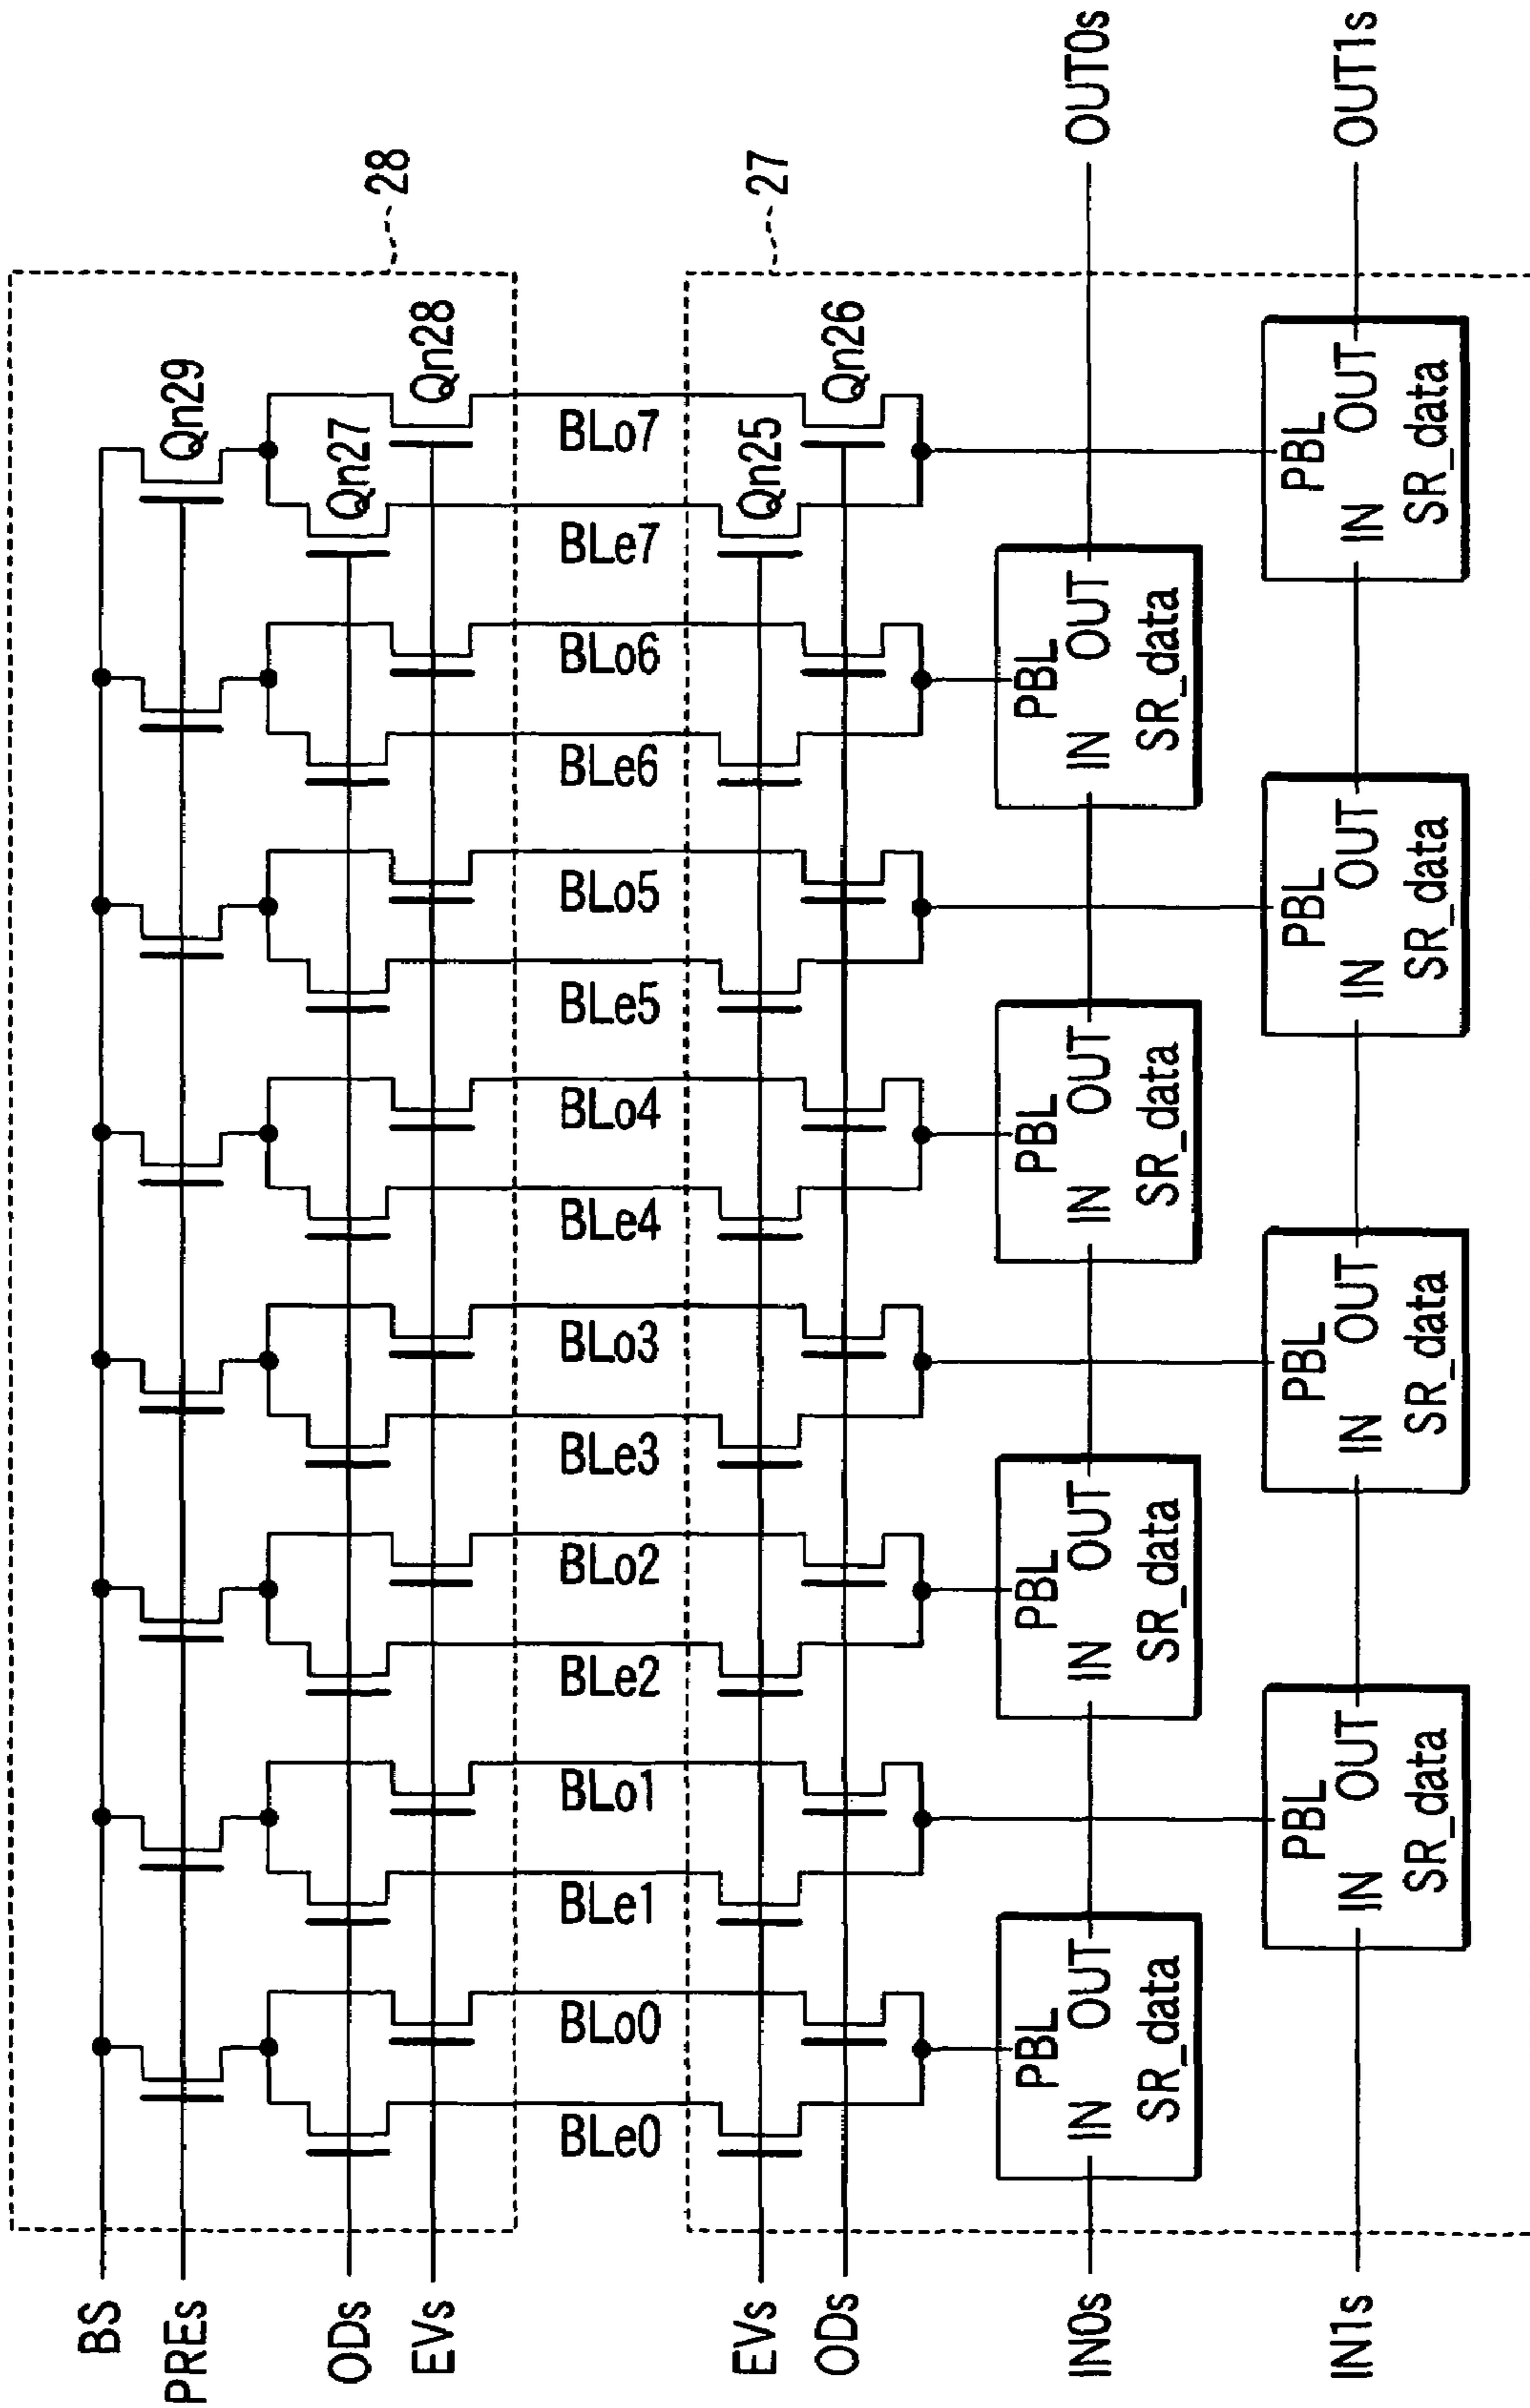 BS
PREs
ODs
EVs
EVs
ODs
IN0s
IN1s
28
27
Qn29
Qn27
Qn28
BLe0
BLo0
BLe1
BLo1
BLe2
BLo2
BLe3
BLo3
BLe4
BLo4
BLe5
BLo5
BLe6
BLo6
BLe7
BLo7
Qn25
Qn26
PBL
IN OUT
SR_data
PBL
IN OUT
SR_data
PBL
IN OUT
SR_data
PBL
IN OUT
SR_data
OUT0s
PBL
IN OUT
SR_data
PBL
IN OUT
SR_data
PBL
IN OUT
SR_data
PBL
IN OUT
SR_data
OUT1s